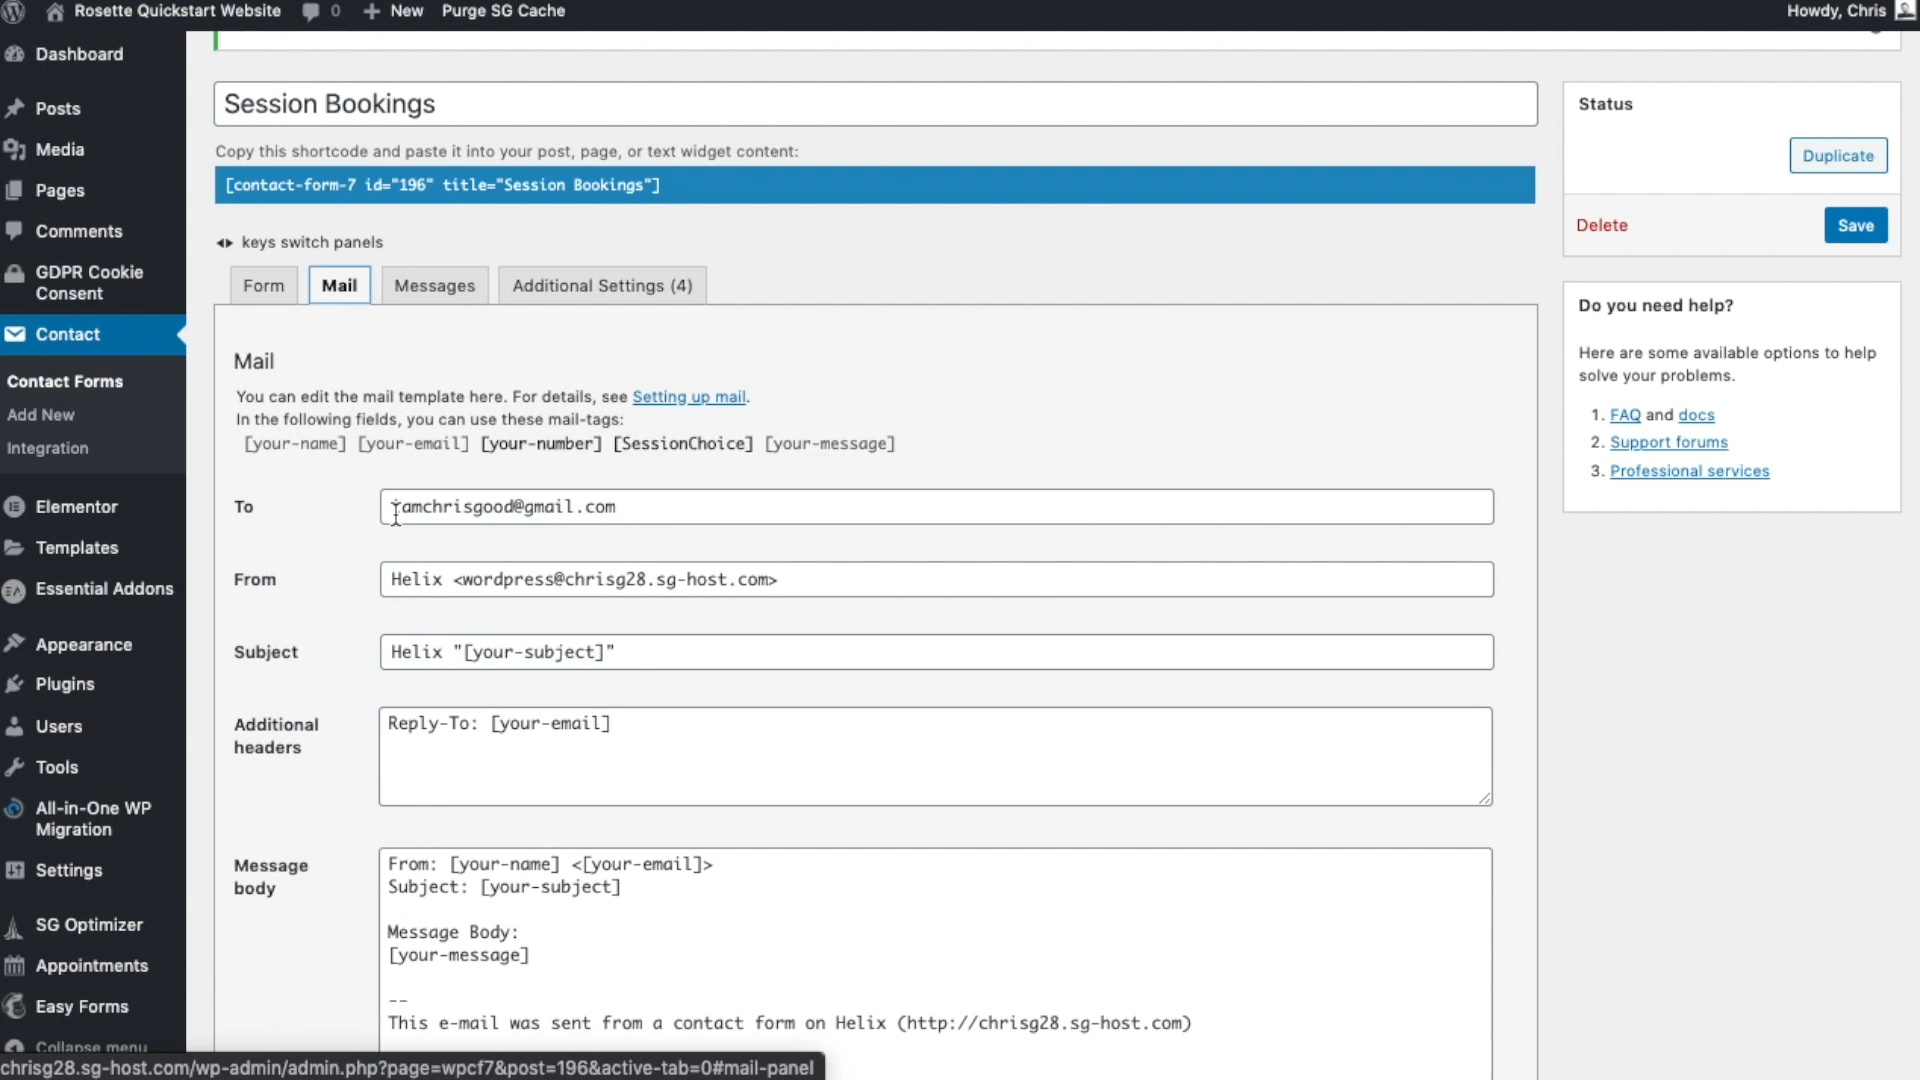 Rosette Quickstart Website 0 New Purge SG Cache Howdy, Chris
Dashboard
Posts
Media
Pages
Comments
GDPR Cookie
Consent
Contact
Contact Forms
Add New
Integration
Elementor
Templates
Essential Addons
Appearance
Plugins
Users
Tools
All-in-One WP
Migration
Settings
SG Optimizer
Appointments
Easy Forms
Collapse menu
Session Bookings
Copy this shortcode and paste it into your post, page, or text widget content:
[contact-form-7 id="196" title="Session Bookings"]
keys switch panels
Form Mail Messages Additional Settings (4)
Mail
You can edit the mail template here. For details, see Setting up mail.
In the following fields, you can use these mail-tags:
[your-name] [your-email] [your-number] [SessionChoice] [your-message]
To
From Helix <wordpress@chrisg28.sg-host.com>
Subject Helix "[your-subject]"
Additional
headers
Reply-To: [your-email]
Message
body
From: [your-name] <[your-email]>
Subject: [your-subject]
Message Body:
[your-message]
--
This e-mail was sent from a contact form on Helix (http://chrisg28.sg-host.com)
Status
Duplicate
Delete Save
Do you need help?
Here are some available options to help
solve your problems.
1. FAQ and docs
2. Support forums
3. Professional services
chrisg28.sg-host.com/wp-admin/admin.php?page=wpcf7&post=196&active-tab=0#mail-panel